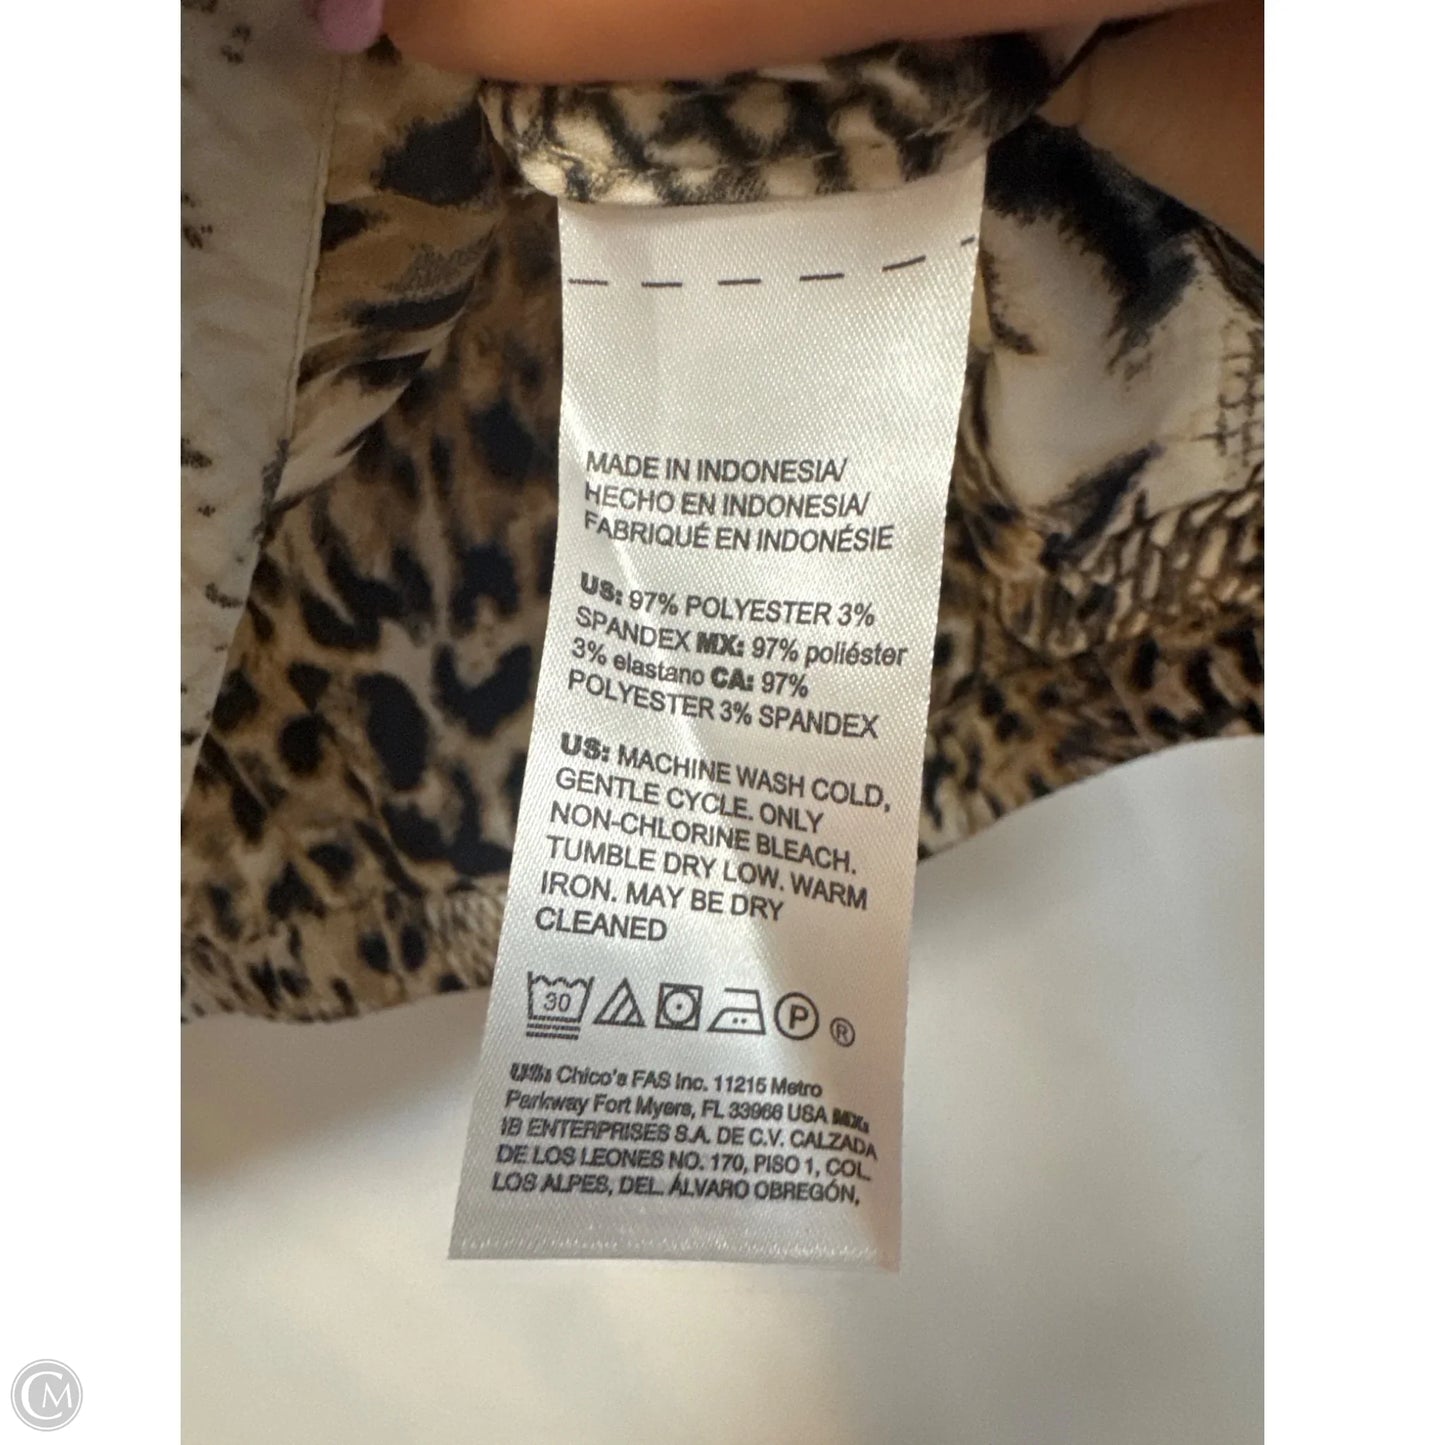 MADE IN INDONESIA/
HECHO EN INDONESIA/
FABRIQUÉ EN INDONÉSIE
US: 97% POLYESTER 3%
SPANDEX MX: 97% poliéster
3% elastano CA: 97%
POLYESTER 3% SPANDEX
US: MACHINE WASH COLD,
GENTLE CYCLE. ONLY
NON-CHLORINE BLEACH.
TUMBLE DRY LOW. WARM
IRON. MAY BE DRY
CLEANED
30 P ®
US: Chico's FAS Inc. 11215 Metro
Parkway Fort Myers, FL 33966 USA MX:
IB ENTERPRISES S.A. DE C.V. CALZADA
DE LOS LEONES NO. 170, PISO 1, COL.
LOS ALPES, DEL. ÁLVARO OBREGÓN,
CM